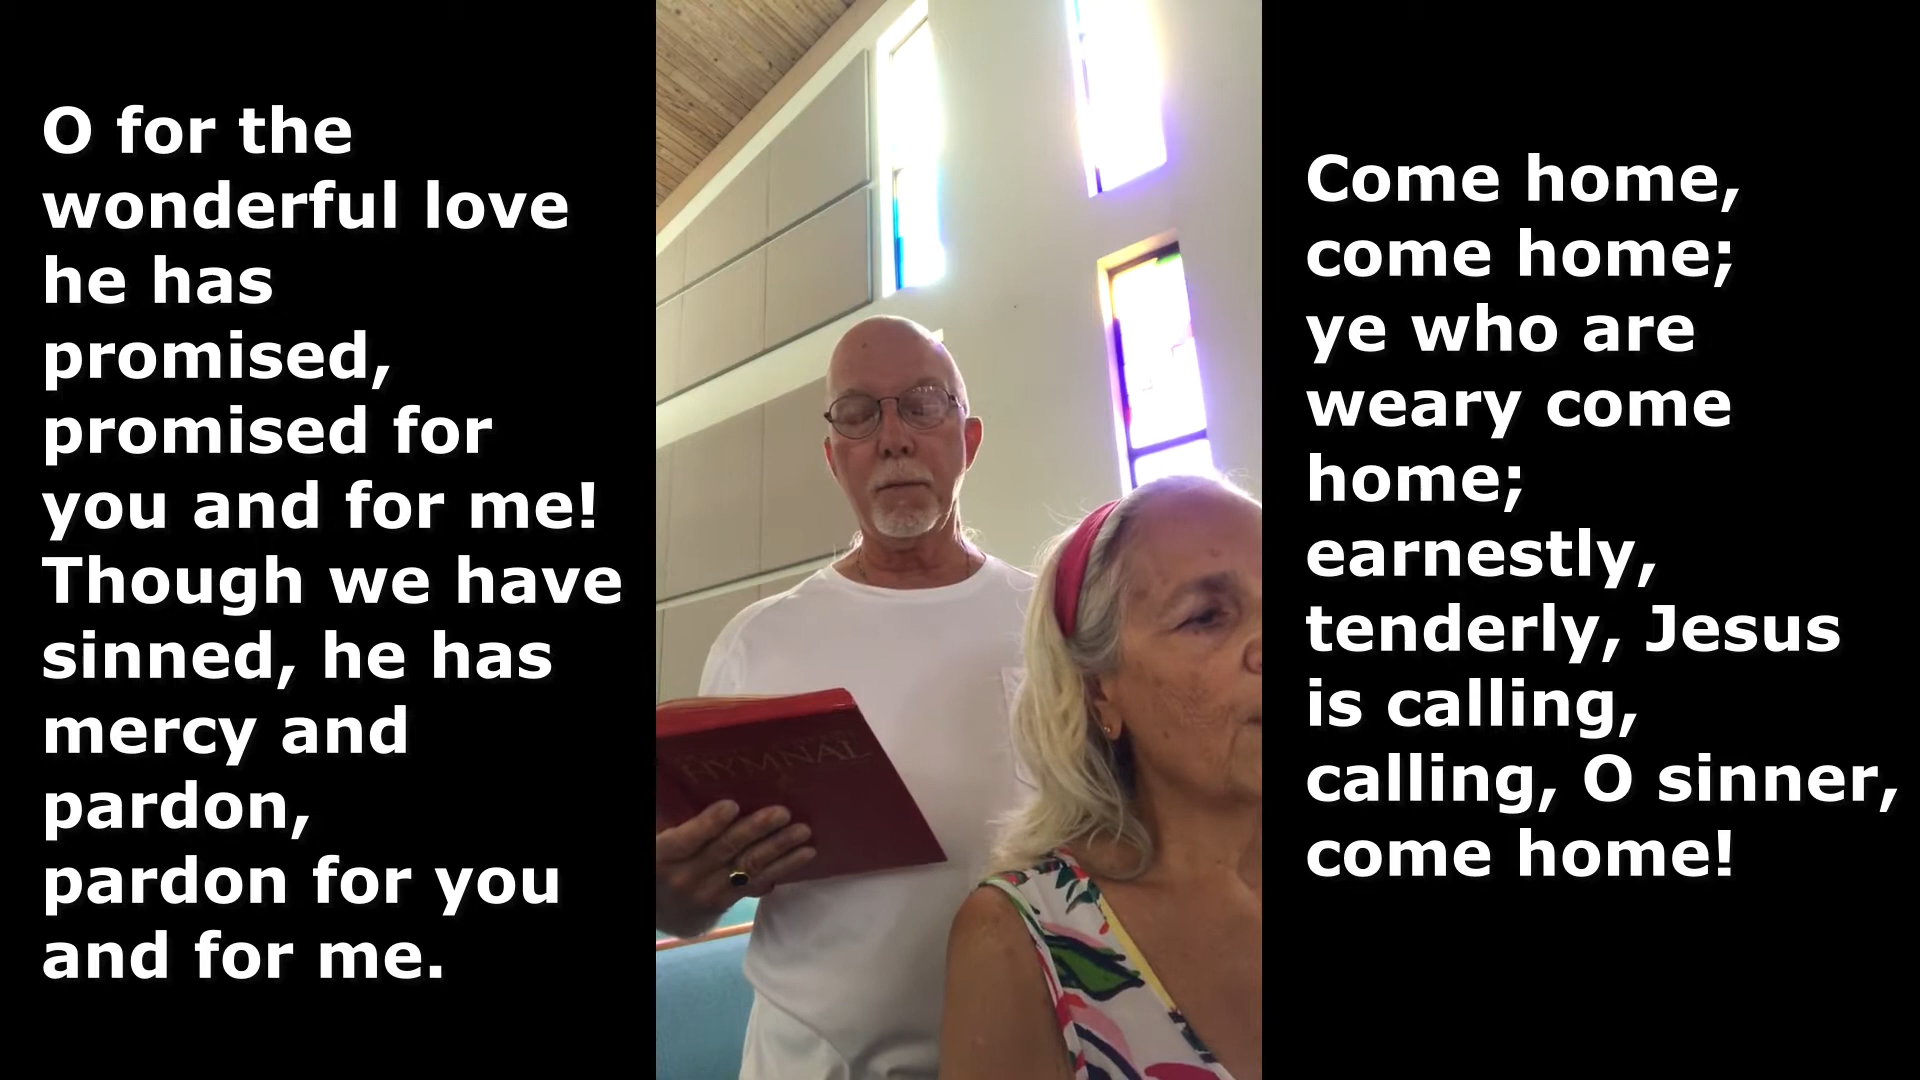 O for the
wonderful love
he has
promised,
promised for
you and for me!
Though we have
sinned, he has
mercy and
pardon,
pardon for you
and for me.
HYMNAL
Come home,
come home;
ye who are
weary come
home;
earnestly,
tenderly, Jesus
is calling,
calling, O sinner,
come home!